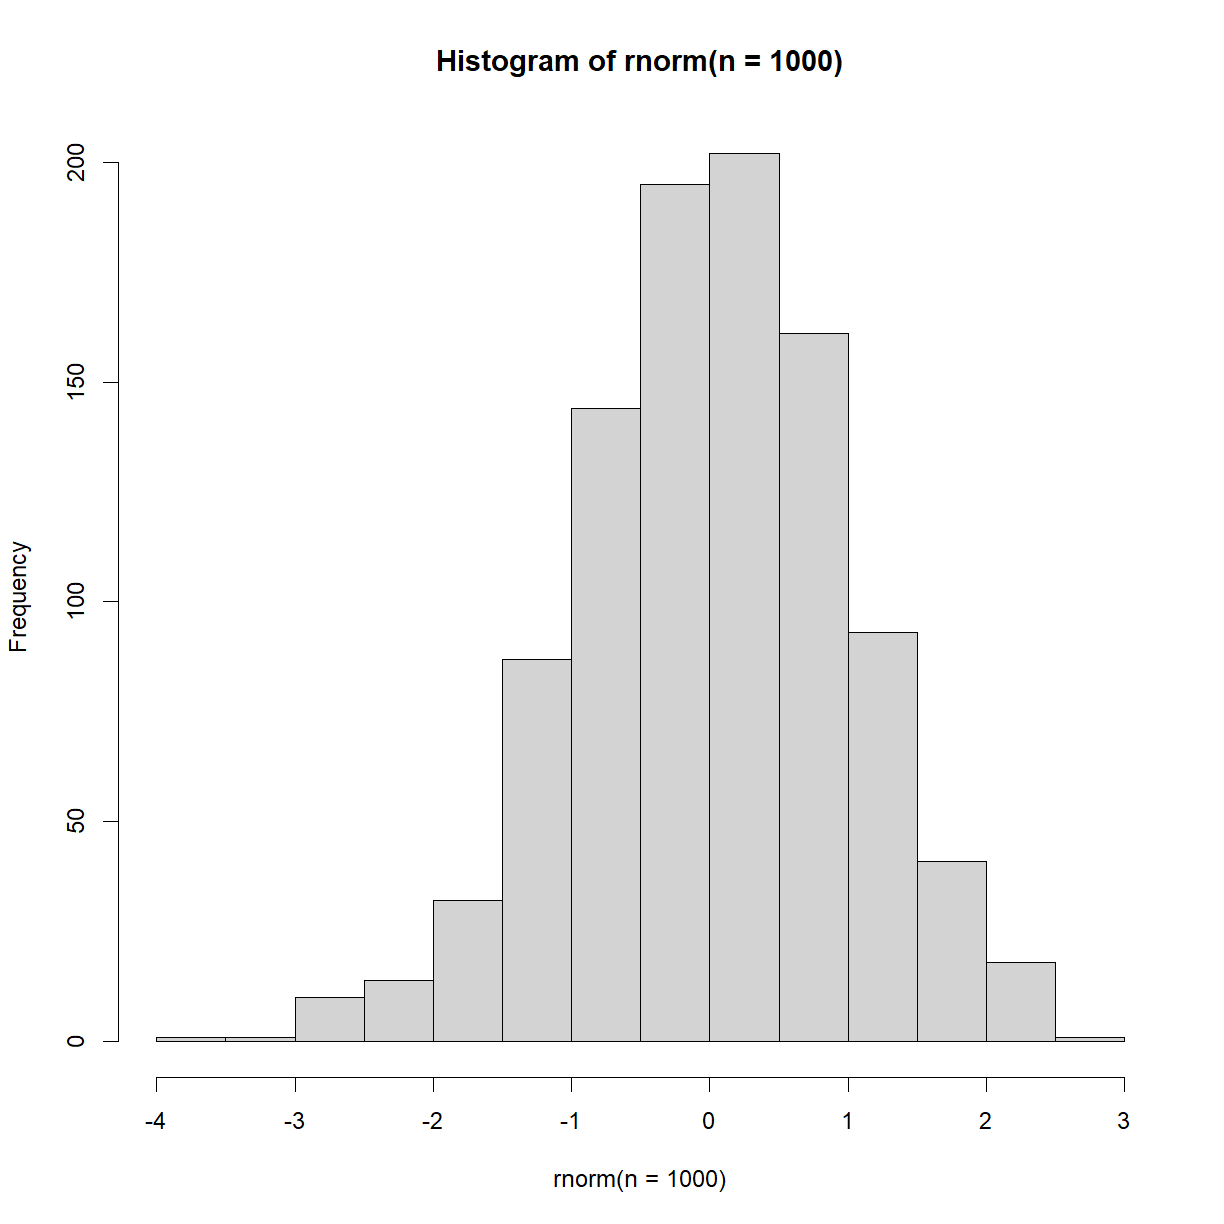 Histogram of rnorm(n = 1000)
Frequency
200
150
100
50
0
-4 -3 -2 -1 0 1 2 3
rnorm(n = 1000)